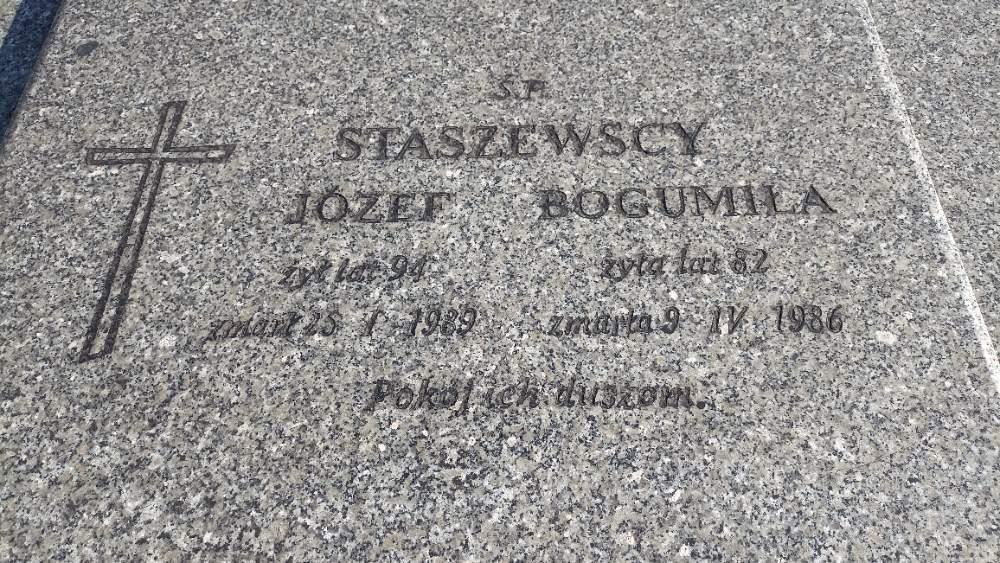 Ś.P.
STASZEWSCY
JÓZEF BOGUMIŁA
żył lat 94 żyła lat 82
zmarł 25 I 1989 zmarła 9 IV 1986
Pokój ich duszom.